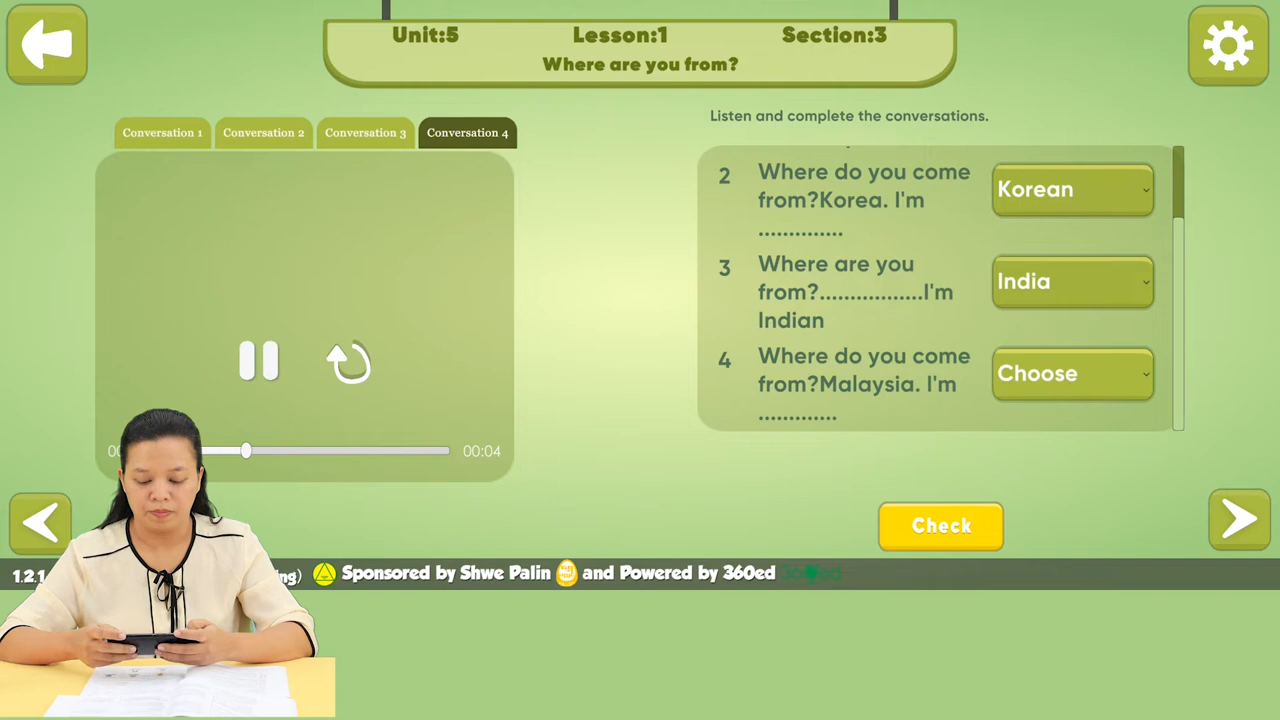 Unit:5 Lesson:1 Section:3
Where are you from?
Conversation 1 Conversation 2 Conversation 3 Conversation 4
Listen and complete the conversations.
2 Where do you come
from?Korea. I'm
..............
Korean
3 Where are you
from?.................I'm
Indian
India
4 Where do you come
from?Malaysia. I'm
.............
Choose
00:04
Check
1.2.1
Sponsored by Shwe Palin and Powered by 360ed